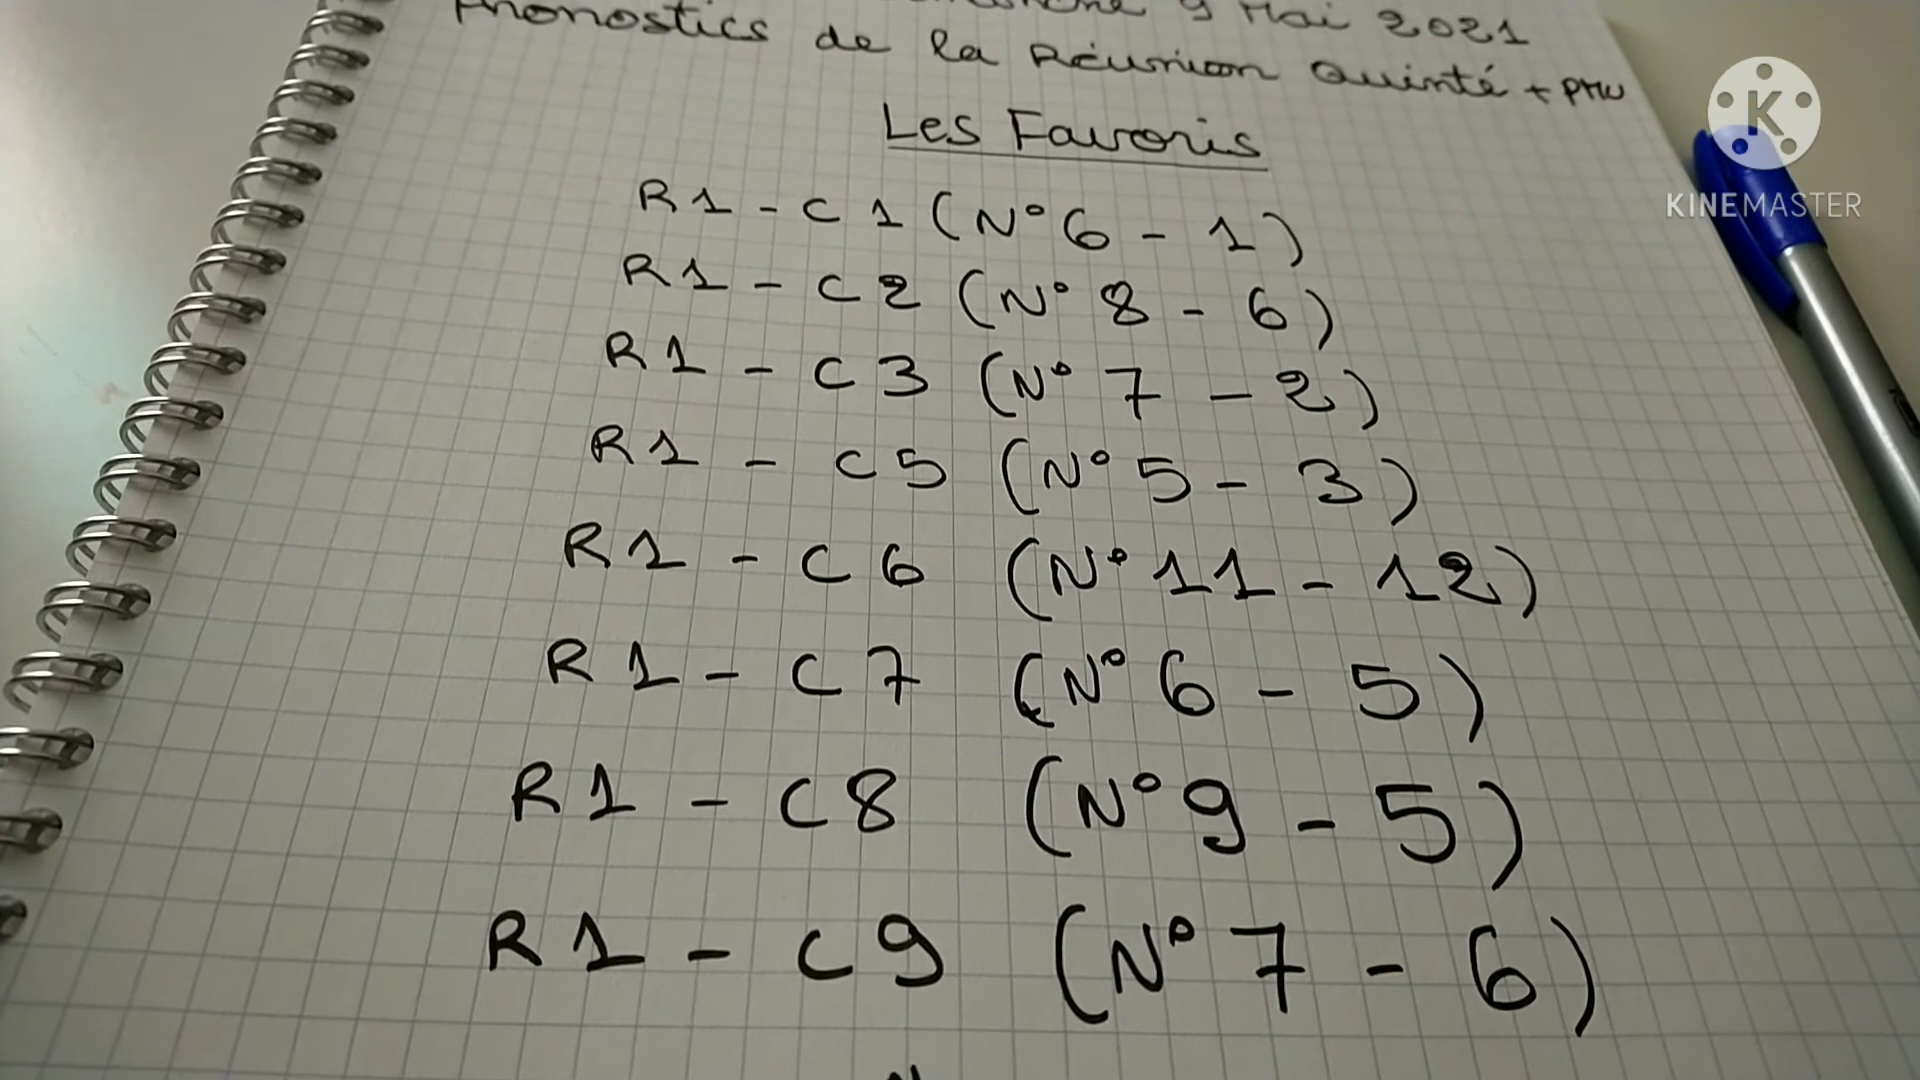 9 Mai 2021
Pronostics de la Réunion Quinté + PMU
Les Favoris
R1 - C1 (N° 6 - 1)
R1 - C2 (N° 8 - 6)
R1 - C3 (N° 7 - 2)
R1 - C5 (N° 5 - 3)
R1 - C6 (N° 11 - 12)
R1 - C7 (N° 6 - 5)
R1 - C8 (N° 9 - 5)
R1 - C9 (N° 7 - 6)
K
KINEMASTER